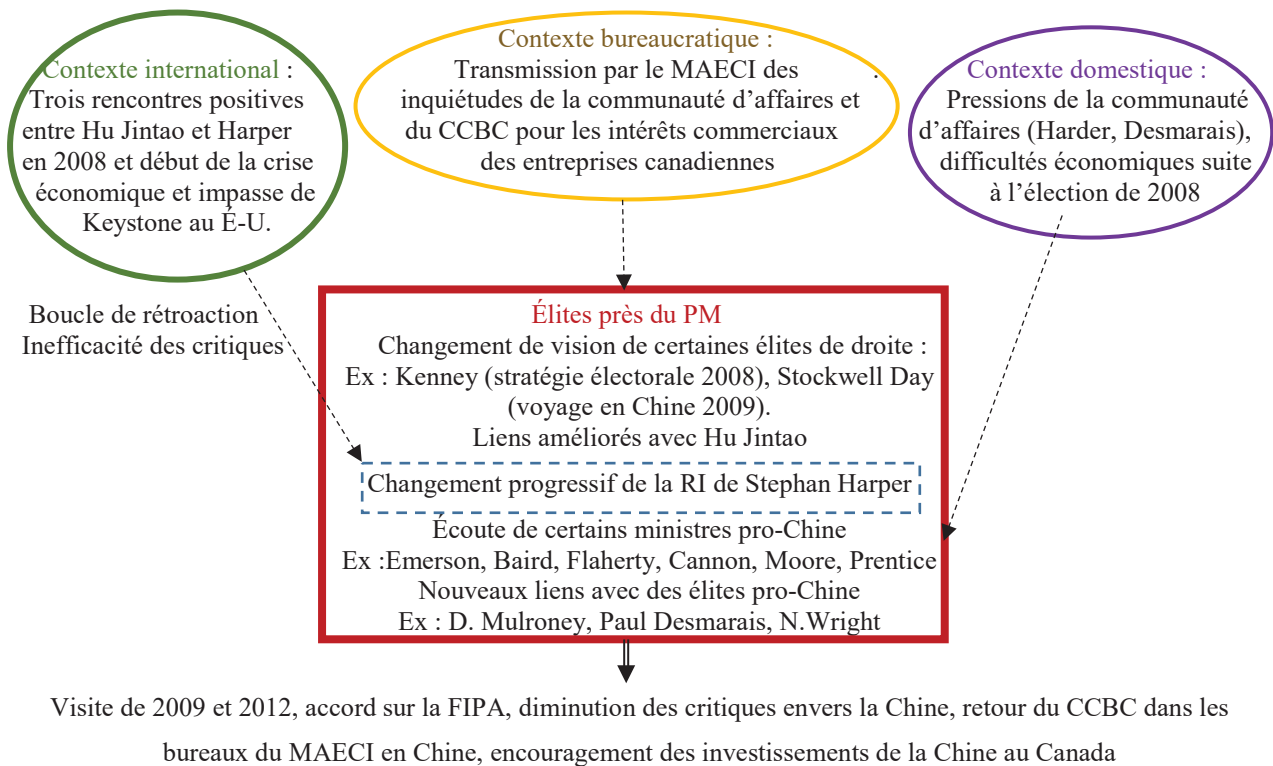 Contexte international :
Trois rencontres positives
entre Hu Jintao et Harper
en 2008 et début de la crise
économique et impasse de
Keystone au É-U.
Contexte bureaucratique :
Transmission par le MAECI des .
inquiétudes de la communauté d'affaires et
du CCBC pour les intérêts commerciaux
des entreprises canadiennes
Contexte domestique :
Pressions de la communauté
d'affaires (Harder, Desmarais),
difficultés économiques suite
à l'élection de 2008
Boucle de rétroaction
Inefficacité des critiques
Élites près du PM
Changement de vision de certaines élites de droite :
Ex : Kenney (stratégie électorale 2008), Stockwell Day
(voyage en Chine 2009).
Liens améliorés avec Hu Jintao
Changement progressif de la RI de Stephan Harper
Écoute de certains ministres pro-Chine
Ex :Emerson, Baird, Flaherty, Cannon, Moore, Prentice
Nouveaux liens avec des élites pro-Chine
Ex : D. Mulroney, Paul Desmarais, N.Wright
Visite de 2009 et 2012, accord sur la FIPA, diminution des critiques envers la Chine, retour du CCBC dans les
bureaux du MAECI en Chine, encouragement des investissements de la Chine au Canada